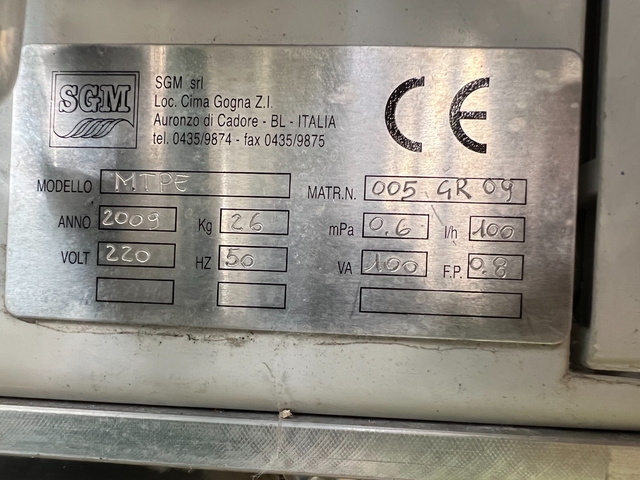 SGM
SGM srl
Loc. Cima Gogna Z.I.
Auronzo di Cadore - BL - ITALIA
tel. 0435/9874 - fax 0435/9875
CE
MODELLO MTPE MATR.N. 005 GR 09
ANNO 2009 Kg 26 mPa 0.6 l/h 100
VOLT 220 HZ 50 VA 100 F.P. 0.8